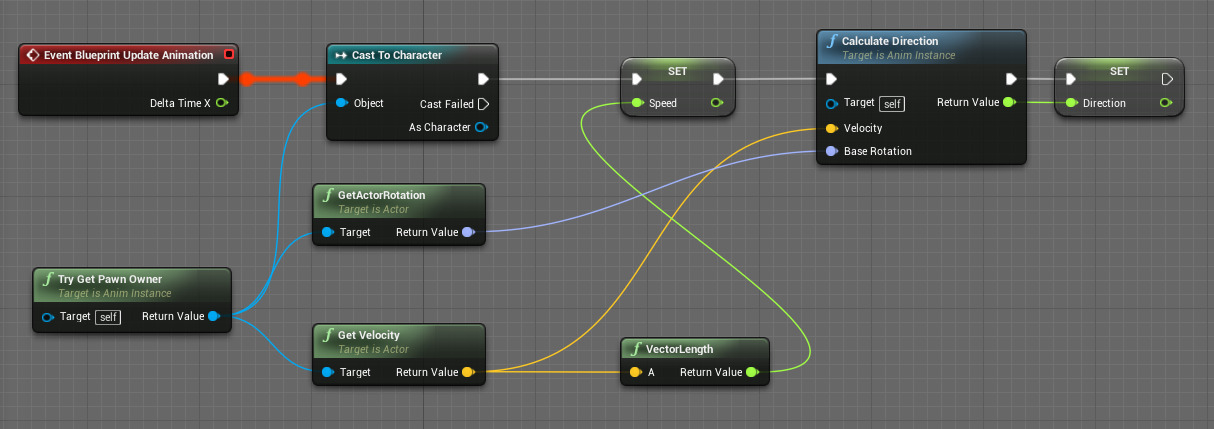 Event Blueprint Update Animation
Delta Time X
Cast To Character
Object
Cast Failed
As Character
SET
Speed
Calculate Direction
Target is Anim Instance
Target self
Return Value
Velocity
Base Rotation
SET
Direction
GetActorRotation
Target is Actor
Target Return Value
Try Get Pawn Owner
Target is Anim Instance
Target self Return Value
Get Velocity
Target is Actor
Target Return Value
VectorLength
A Return Value